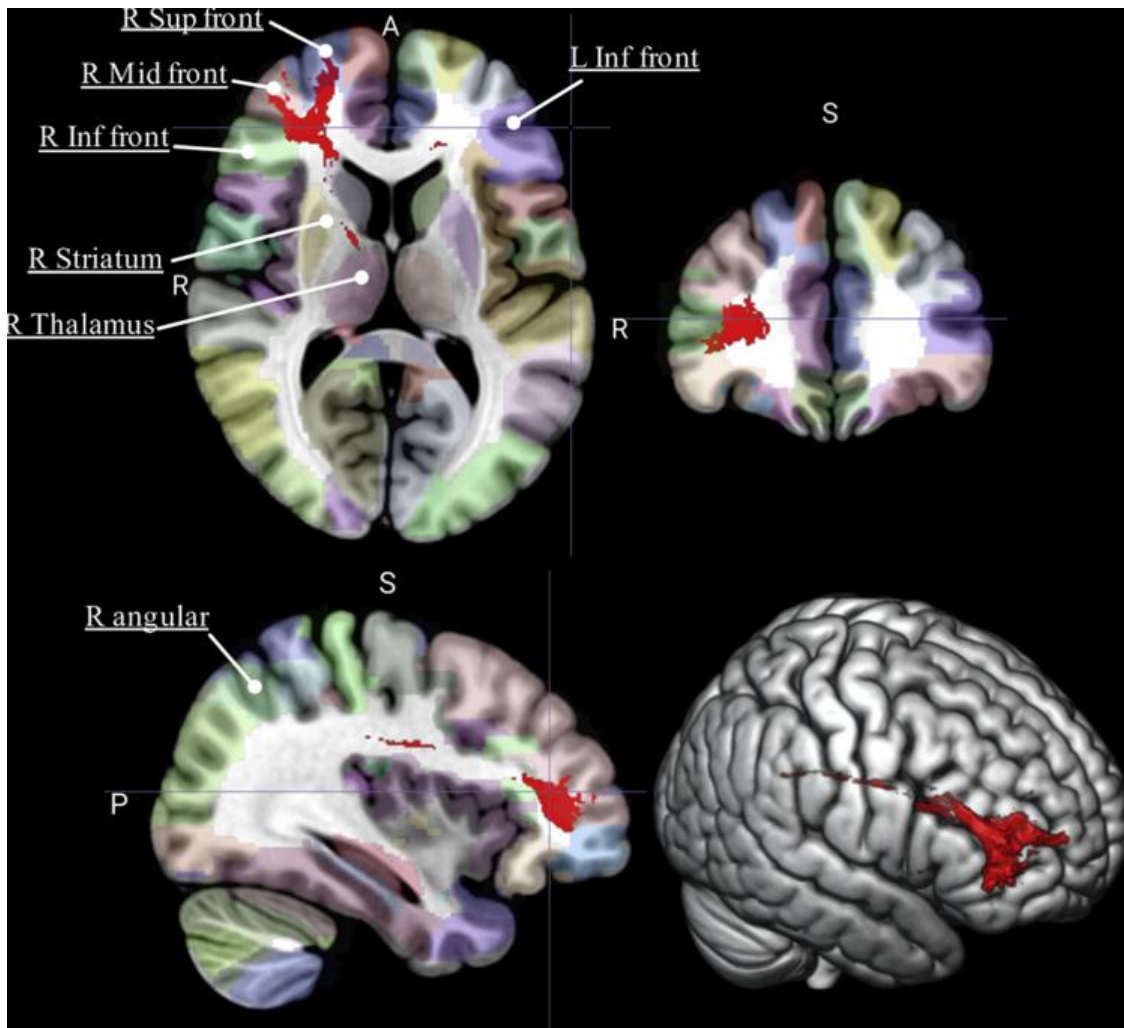 R Sup front
A
R Mid front
L Inf front
R Inf front
S
R Striatum
R
R Thalamus
R
S
R angular
P